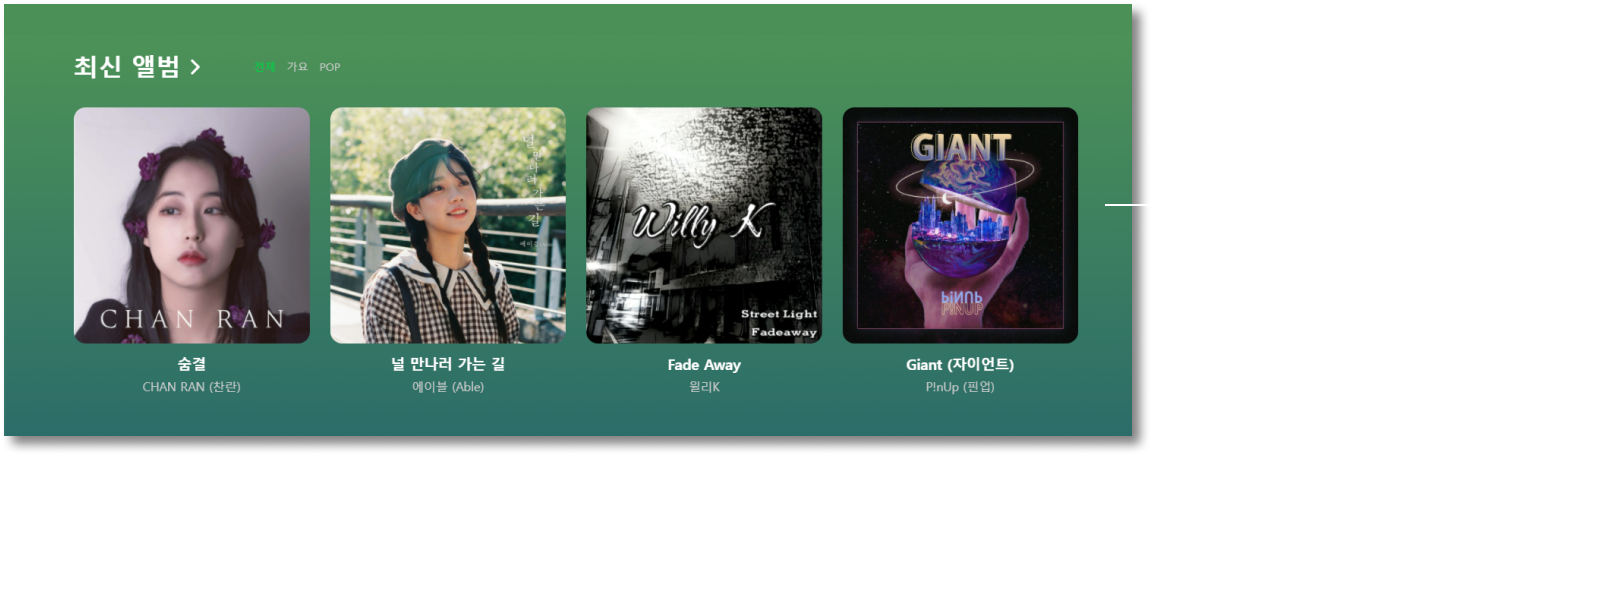 최신 앨범
전체 가요 POP
CHAN RAN
널 만나러 가는 길
에이블
Willy K
Street Light
Fadeaway
GIANT
PINUP
PINUP
숨결
CHAN RAN (찬란)
널 만나러 가는 길
에이블 (Able)
Fade Away
윌리K
Giant (자이언트)
P!nUp (핀업)